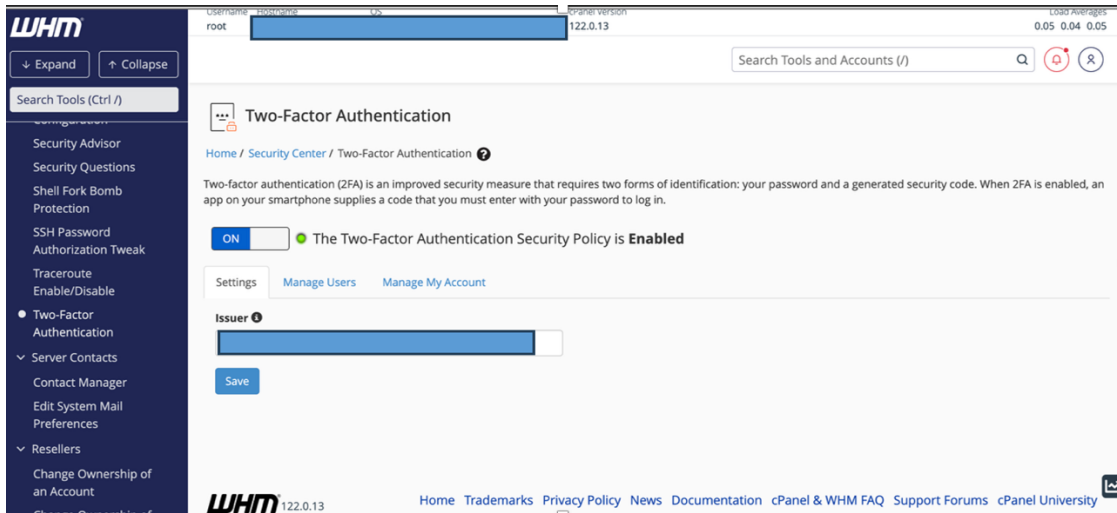 WHM
Username Hostname OS cPanel Version Load Averages
root 122.0.13 0.05 0.04 0.05
↓ Expand ↑ Collapse
Search Tools and Accounts (/)
Search Tools (Ctrl /)
Configuration
Security Advisor
Security Questions
Shell Fork Bomb
Protection
SSH Password
Authorization Tweak
Traceroute
Enable/Disable
Two-Factor
Authentication
Server Contacts
Contact Manager
Edit System Mail
Preferences
Resellers
Change Ownership of
an Account
Change Ownership of
Two-Factor Authentication
Home / Security Center / Two-Factor Authentication
Two-factor authentication (2FA) is an improved security measure that requires two forms of identification: your password and a generated security code. When 2FA is enabled, an
app on your smartphone supplies a code that you must enter with your password to log in.
ON The Two-Factor Authentication Security Policy is Enabled
Settings Manage Users Manage My Account
Issuer
Save
WHM 122.0.13 Home Trademarks Privacy Policy News Documentation cPanel & WHM FAQ Support Forums cPanel University